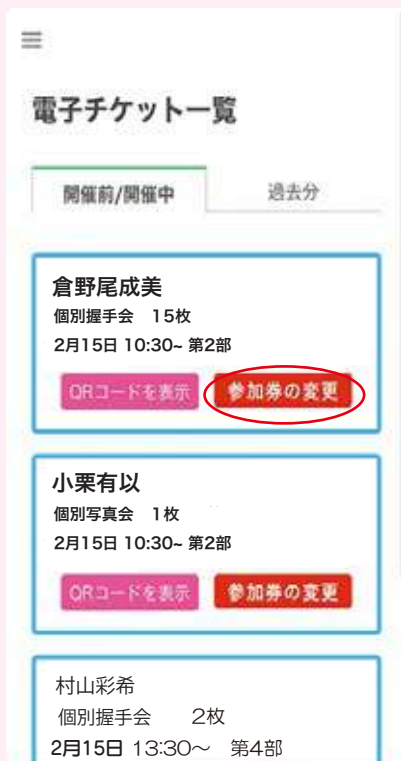 電子チケット一覧
開催前/開催中 過去分
倉野尾成美
個別握手会 15枚
2月15日 10:30~ 第2部
QRコードを表示 参加券の変更
小栗有以
個別写真会 1枚
2月15日 10:30~ 第2部
QRコードを表示 参加券の変更
村山彩希
個別握手会 2枚
2月15日 13:30〜 第4部